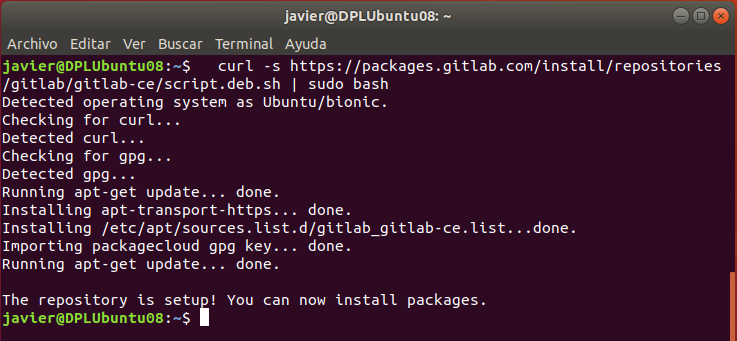 javier@DPLUbuntu08: ~
Archivo Editar Ver Buscar Terminal Ayuda
javier@DPLUbuntu08:~$   curl -s https://packages.gitlab.com/install/repositories
/gitlab/gitlab-ce/script.deb.sh | sudo bash
Detected operating system as Ubuntu/bionic.
Checking for curl...
Detected curl...
Checking for gpg...
Detected gpg...
Running apt-get update... done.
Installing apt-transport-https... done.
Installing /etc/apt/sources.list.d/gitlab_gitlab-ce.list...done.
Importing packagecloud gpg key... done.
Running apt-get update... done.

The repository is setup! You can now install packages.
javier@DPLUbuntu08:~$